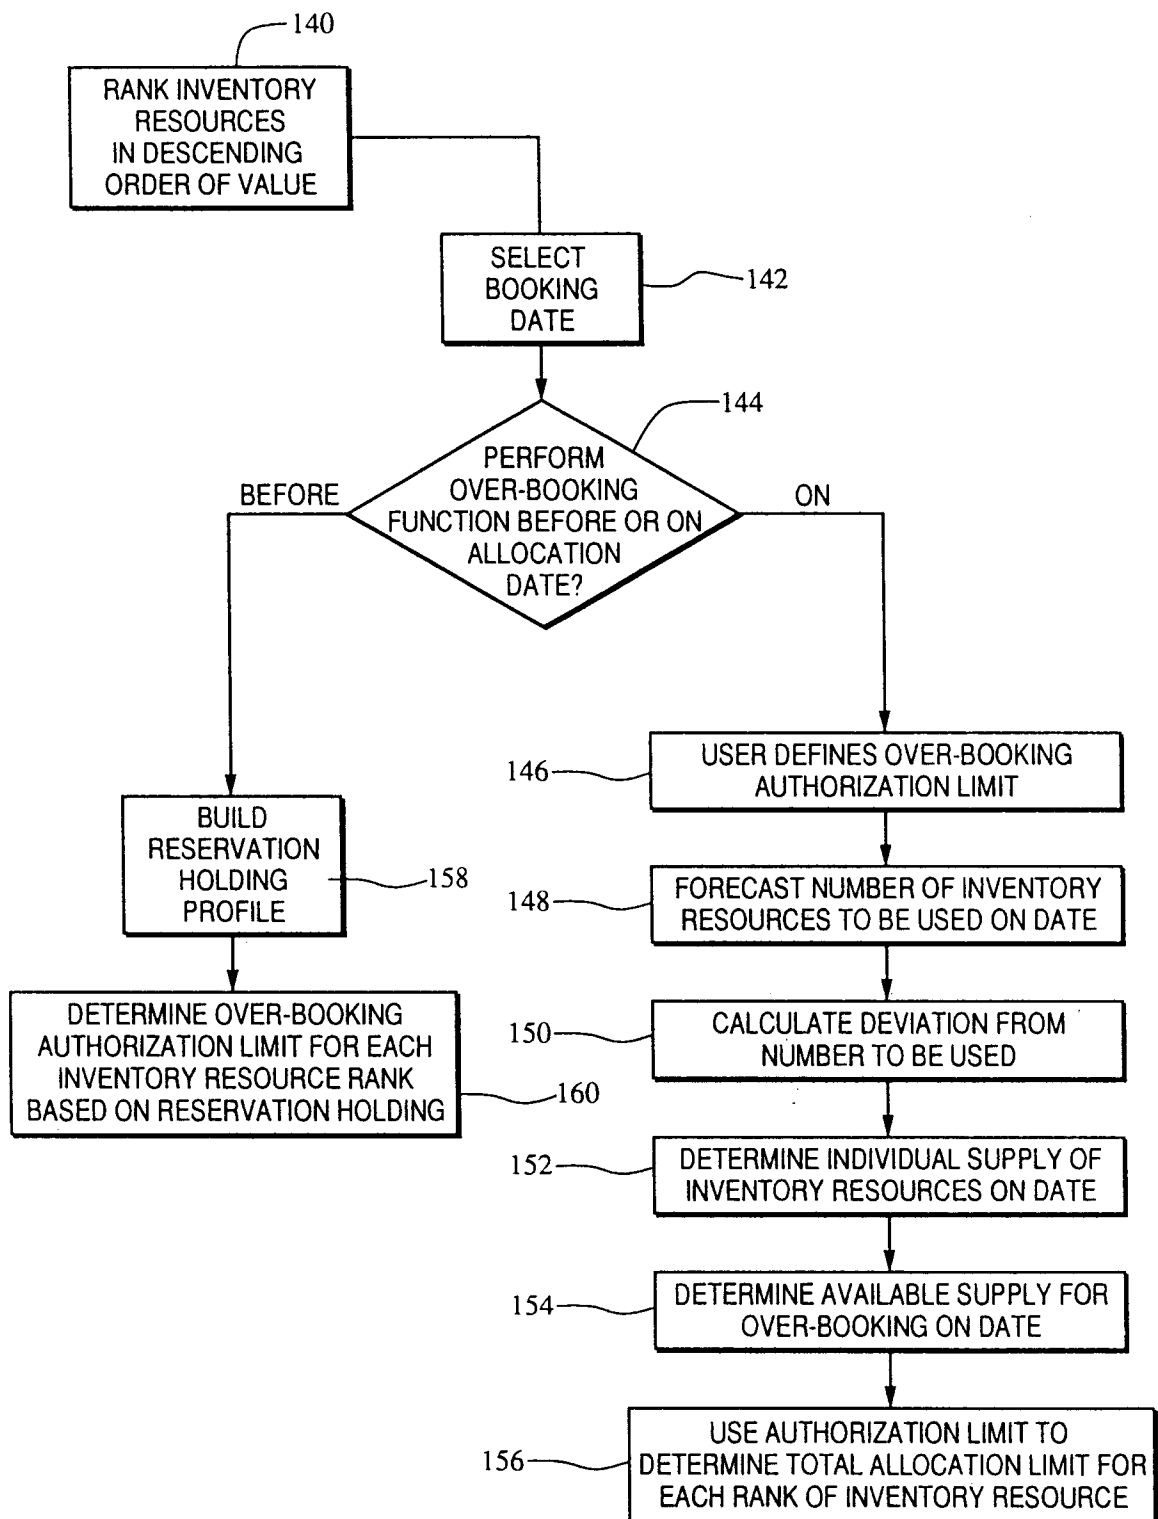 140
RANK INVENTORY
RESOURCES
IN DESCENDING
ORDER OF VALUE
SELECT
BOOKING
DATE
142
144
PERFORM
OVER-BOOKING
FUNCTION BEFORE OR ON
ALLOCATION
DATE?
BEFORE
ON
BUILD
RESERVATION
HOLDING
PROFILE
158
DETERMINE OVER-BOOKING
AUTHORIZATION LIMIT FOR EACH
INVENTORY RESOURCE RANK
BASED ON RESERVATION HOLDING
160
146
USER DEFINES OVER-BOOKING
AUTHORIZATION LIMIT
148
FORECAST NUMBER OF INVENTORY
RESOURCES TO BE USED ON DATE
150
CALCULATE DEVIATION FROM
NUMBER TO BE USED
152
DETERMINE INDIVIDUAL SUPPLY OF
INVENTORY RESOURCES ON DATE
154
DETERMINE AVAILABLE SUPPLY FOR
OVER-BOOKING ON DATE
156
USE AUTHORIZATION LIMIT TO
DETERMINE TOTAL ALLOCATION LIMIT FOR
EACH RANK OF INVENTORY RESOURCE